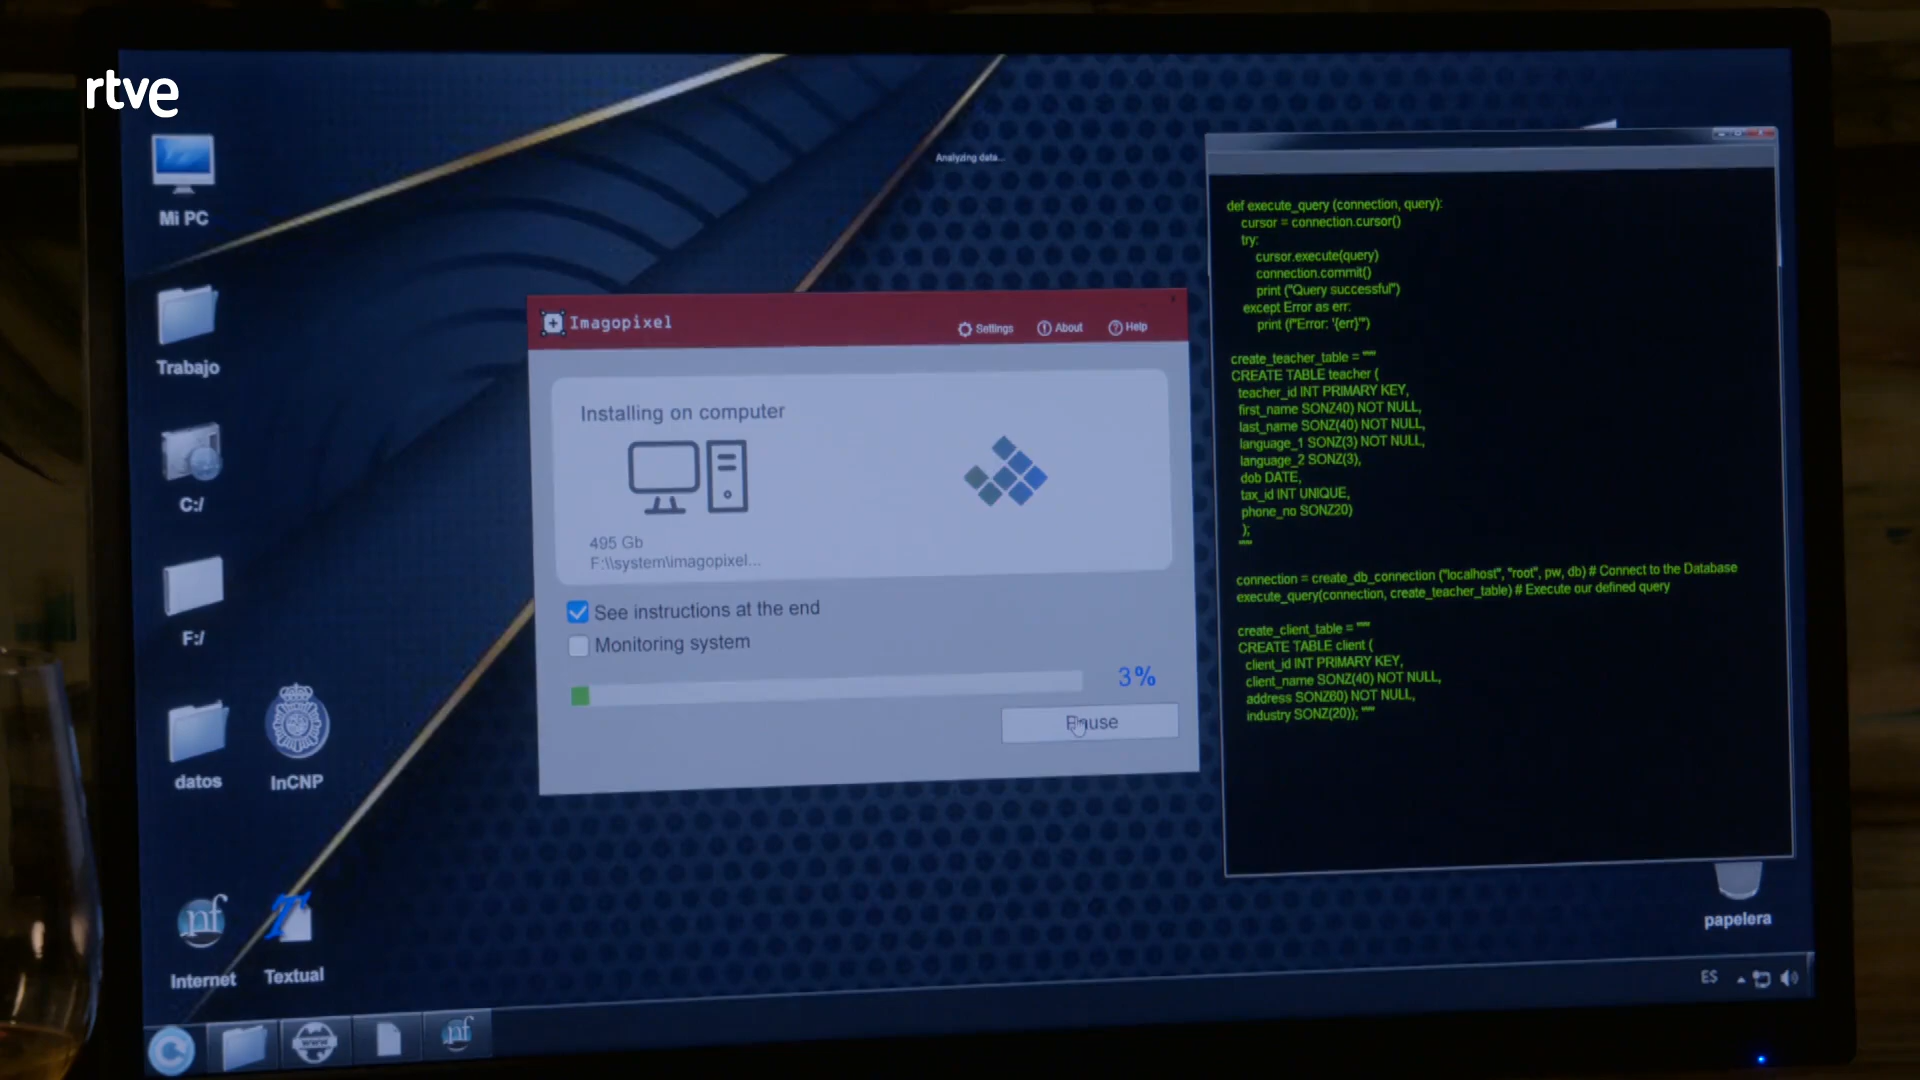 rtve
Mi PC
Trabajo
C:/
F:/
datos
InCNP
Internet
Textual
Analyzing data...
Imagopixel
Settings
About
Help
Installing on computer
495 Gb
F:\\system\imagopixel...
See instructions at the end
Monitoring system
3%
Pause
def execute_query (connection, query):
cursor = connection.cursor()
try:
cursor.execute(query)
connection.commit()
print ("Query successful")
except Error as err:
print (f"Error: '{err}'")
create_teacher_table = """
CREATE TABLE teacher (
teacher_id INT PRIMARY KEY,
first_name SONZ40) NOT NULL,
last_name SONZ(40) NOT NULL,
language_1 SONZ(3) NOT NULL,
language_2 SONZ(3),
dob DATE,
tax_id INT UNIQUE,
phone_no SONZ20)
);
"""
connection = create_db_connection ("localhost", "root", pw, db) # Connect to the Database
execute_query(connection, create_teacher_table) # Execute our defined query
create_client_table = """
CREATE TABLE client (
client_id INT PRIMARY KEY,
client_name SONZ(40) NOT NULL,
address SONZ60) NOT NULL,
industry SONZ(20)); """
papelera
ES
www
nf
nf